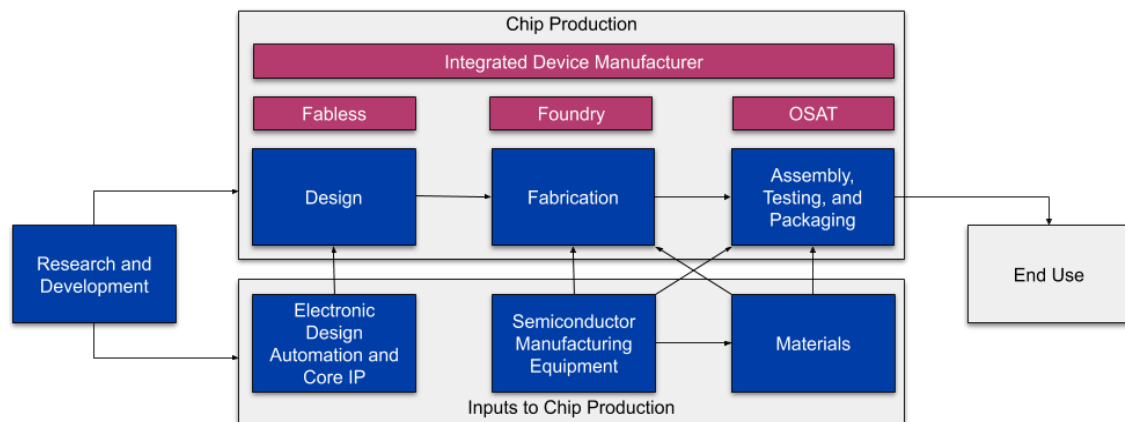 Chip Production
Integrated Device Manufacturer
Fabless
Foundry
OSAT
Design
Fabrication
Assembly,
Testing, and
Packaging
Research and
Development
End Use
Electronic
Design
Automation and
Core IP
Semiconductor
Manufacturing
Equipment
Materials
Inputs to Chip Production